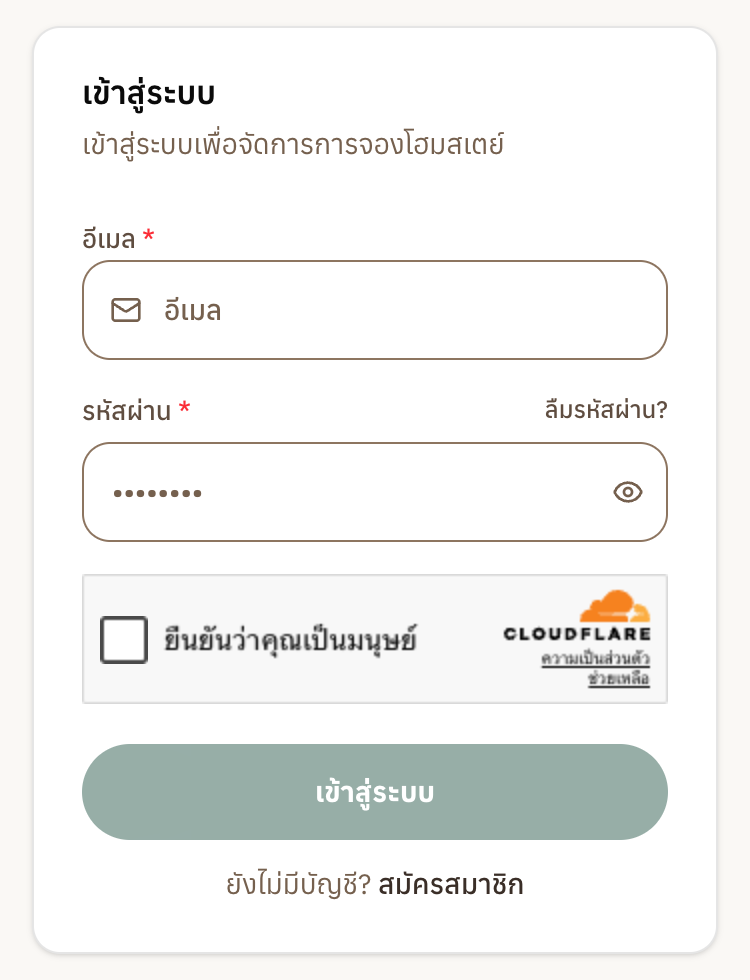 เข้าสู่ระบบ
เข้าสู่ระบบเพื่อจัดการการจองโฮมสเตย์
อีเมล *
อีเมล
รหัสผ่าน *
ลืมรหัสผ่าน?
••••••••
ยืนยันว่าคุณเป็นมนุษย์
CLOUDFLARE
ความเป็นส่วนตัว
ช่วยเหลือ
เข้าสู่ระบบ
ยังไม่มีบัญชี? สมัครสมาชิก